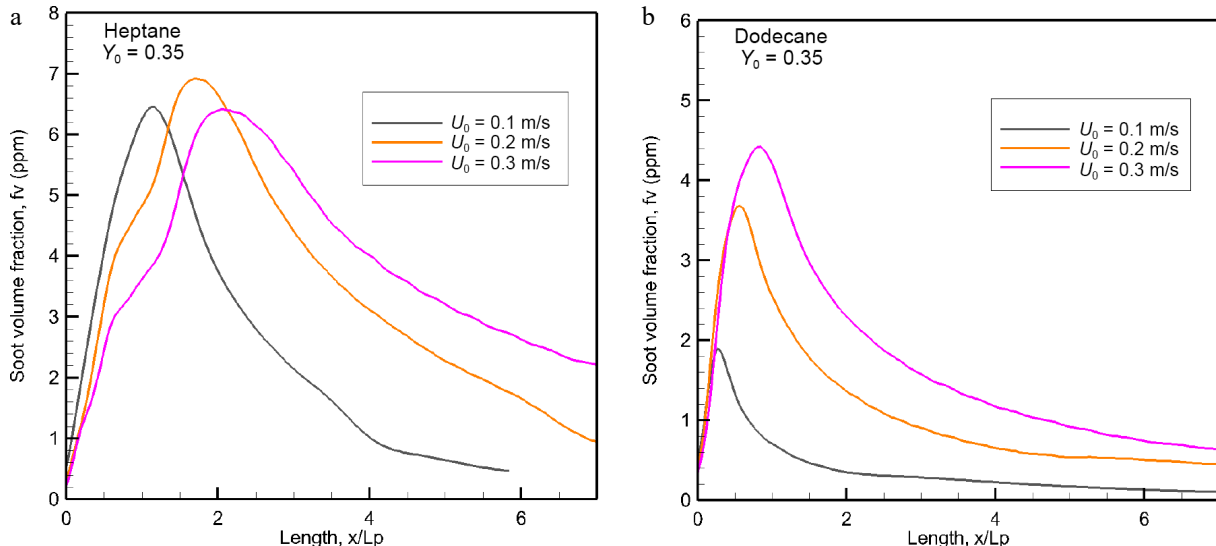 a
Heptane
Y₀ = 0.35
U₀ = 0.1 m/s
U₀ = 0.2 m/s
U₀ = 0.3 m/s
Soot volume fraction, fv (ppm)
8
7
6
5
4
3
2
1
0
0 2 4 6
Length, x/Lp
b
Dodecane
Y₀ = 0.35
U₀ = 0.1 m/s
U₀ = 0.2 m/s
U₀ = 0.3 m/s
Soot volume fraction, fv (ppm)
6
5
4
3
2
1
0
0 2 4 6
Length, x/Lp